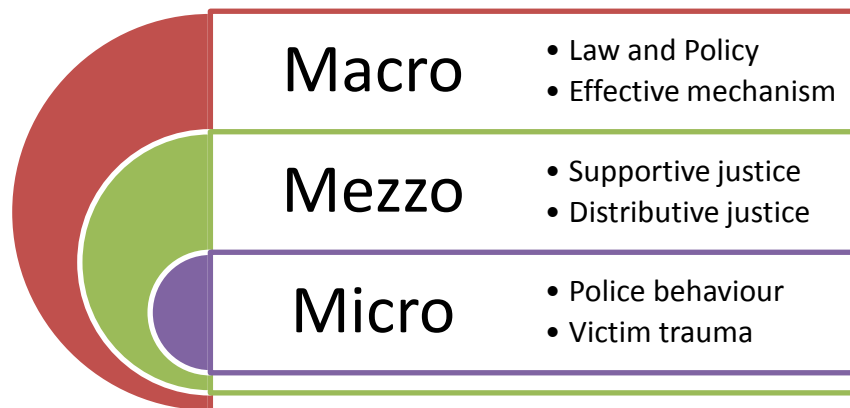 Macro
• Law and Policy
• Effective mechanism
Mezzo
• Supportive justice
• Distributive justice
Micro
• Police behaviour
• Victim trauma